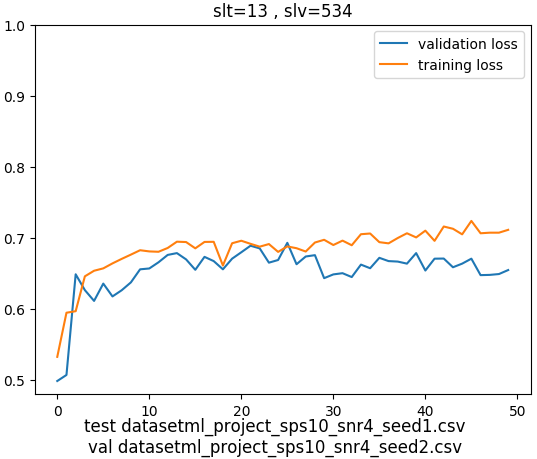 slt=13 , slv=534
1.0
validation loss
training loss
0.9
0.8
0.7
0.6
0.5
0 10 20 30 40 50
test datasetml_project_sps10_snr4_seed1.csv
val datasetml_project_sps10_snr4_seed2.csv